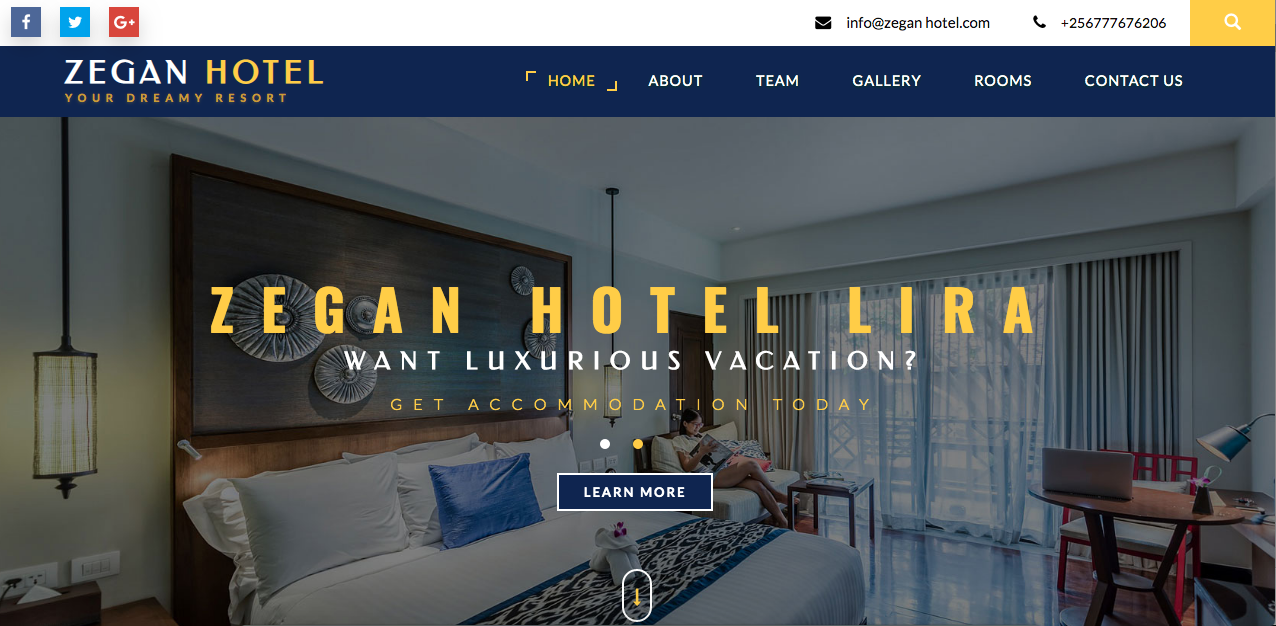 info@zegan hotel.com
+256777676206
ZEGAN HOTEL
YOUR DREAMY RESORT
HOME
ABOUT
TEAM
GALLERY
ROOMS
CONTACT US
ZEGAN HOTEL LIRA
WANT LUXURIOUS VACATION?
GET ACCOMMODATION TODAY
LEARN MORE